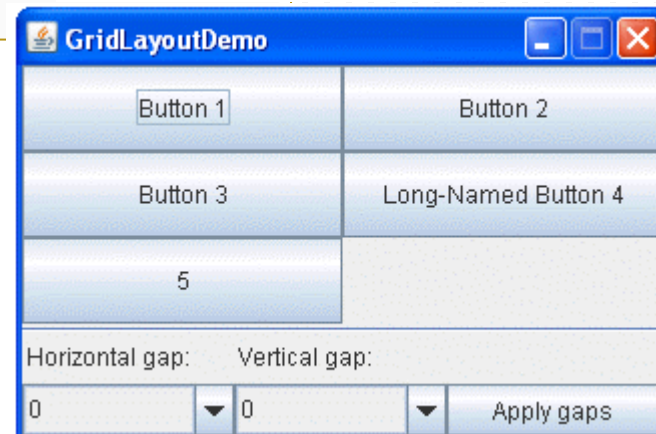 GridLayoutDemo
Button 1
Button 2
Button 3
Long-Named Button 4
5
Horizontal gap:
Vertical gap:
0
0
Apply gaps